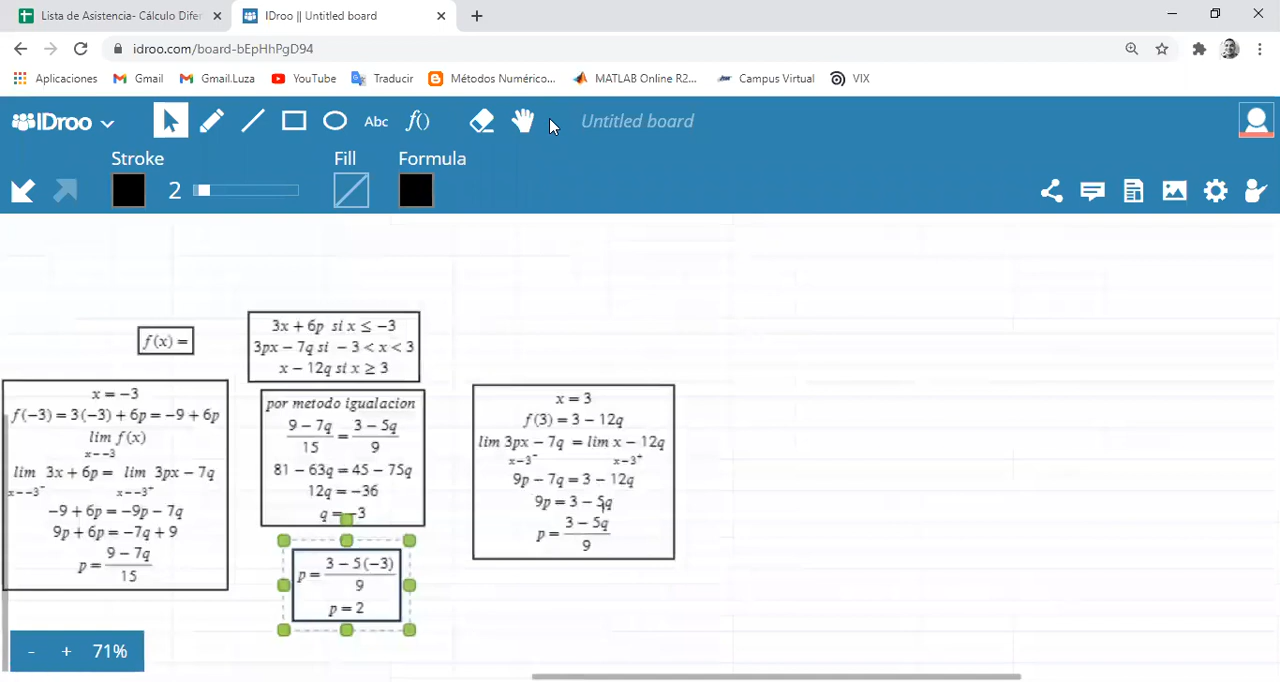 Lista de Asistencia- Cálculo Difer
IDroo || Untitled board
idroo.com/board-bEpHhPgD94
Aplicaciones
Gmail
Gmail.Luza
YouTube
Traducir
Métodos Numéric...
MATLAB Online R2...
Campus Virtual
VIX
IDroo
Abc
f()
Untitled board
Stroke
Fill
Formula
2
f(x) =
3x + 6p si x ≤ −3
3px − 7q si − 3 < x < 3
x − 12q si x ≥ 3
x = −3
f(−3) = 3(−3) + 6p = −9 + 6p
lim f(x)
x→−3
lim 3x + 6p = lim 3px − 7q
x→−3⁻ x→−3⁺
−9 + 6p = −9p − 7q
9p + 6p = −7q + 9
p = (9 − 7q)/15
por metodo igualacion
(9 − 7q)/15 = (3 − 5q)/9
81 − 63q = 45 − 75q
12q = −36
q = −3
p = (3 − 5(−3))/9
p = 2
x = 3
f(3) = 3 − 12q
lim 3px − 7q = lim x − 12q
x→3⁻ x→3⁺
9p − 7q = 3 − 12q
9p = 3 − 5q
p = (3 − 5q)/9
- + 71%